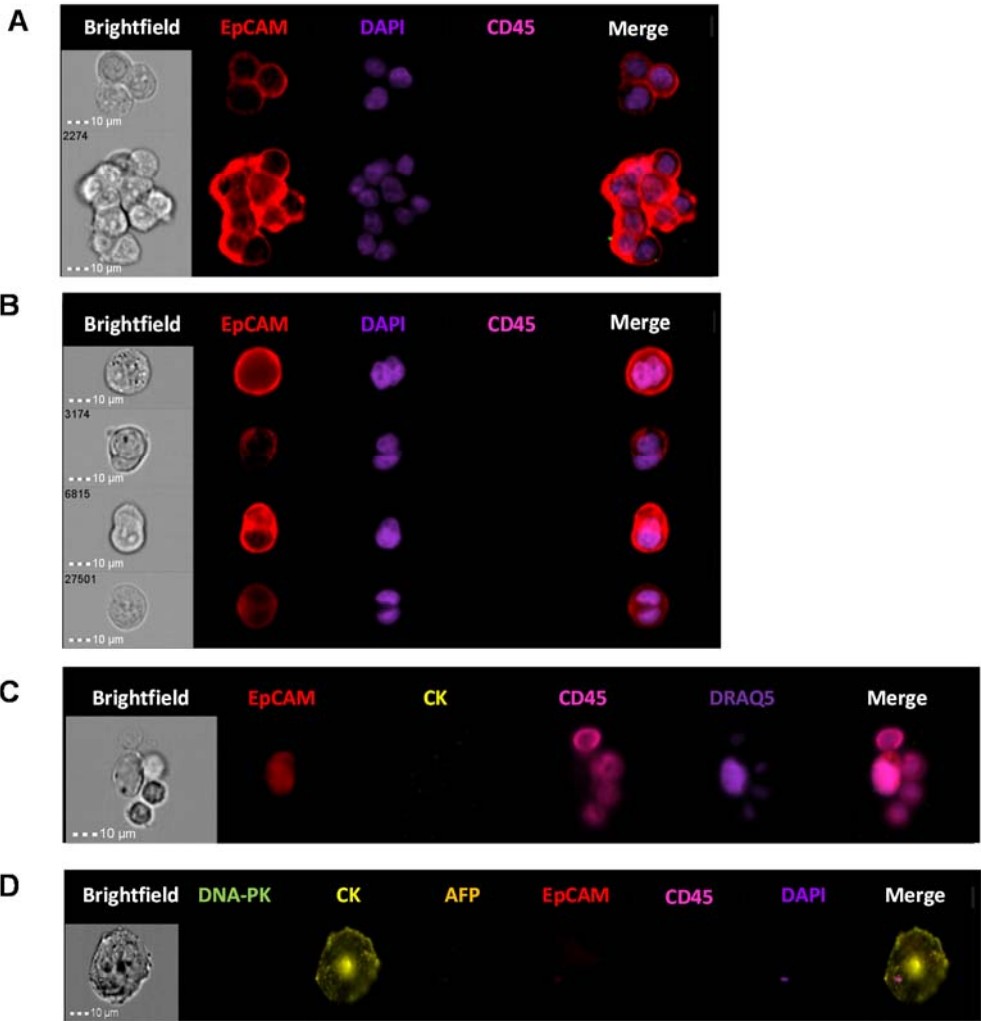 A
Brightfield EpCAM DAPI CD45 Merge
10 µm
2274
10 µm
B
Brightfield EpCAM DAPI CD45 Merge
10 µm
3174
10 µm
6815
10 µm
27501
10 µm
C
Brightfield EpCAM CK CD45 DRAQ5 Merge
10 µm
D
Brightfield DNA-PK CK AFP EpCAM CD45 DAPI Merge
10 µm